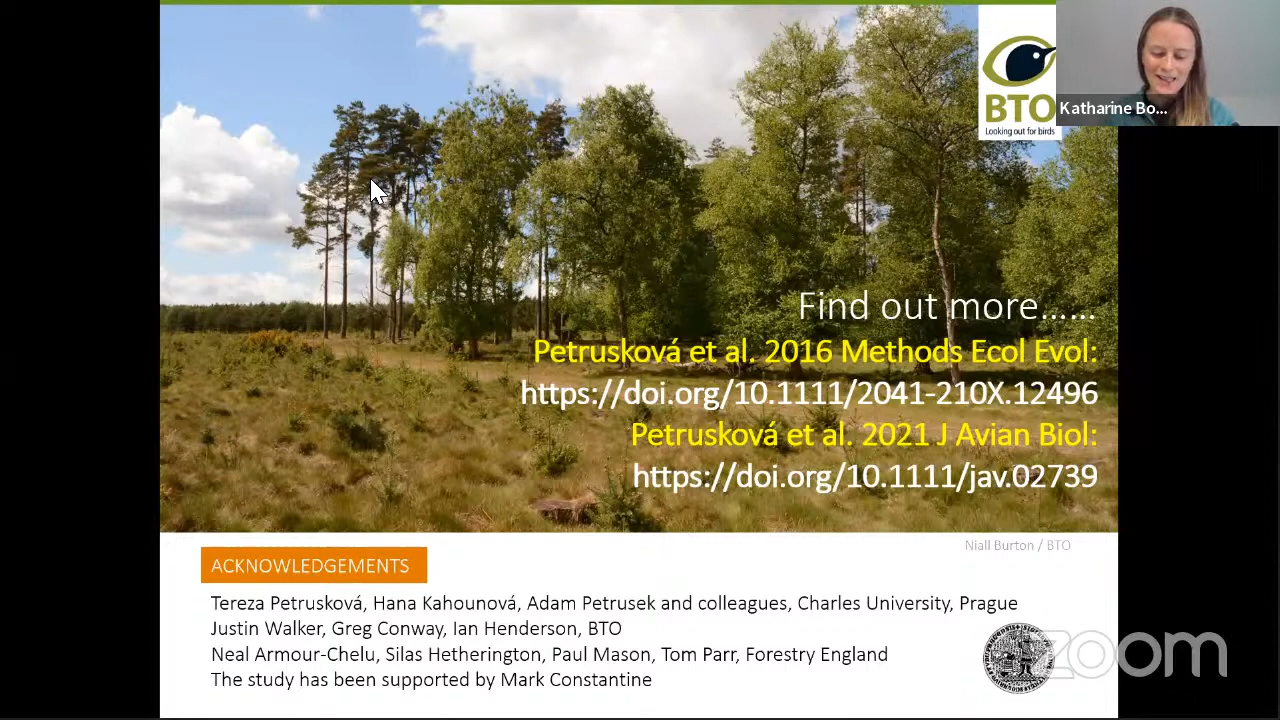 BTO
Looking out for birds
Katharine Bo...
Find out more......
Petrusková et al. 2016 Methods Ecol Evol:
https://doi.org/10.1111/2041-210X.12496
Petrusková et al. 2021 J Avian Biol:
https://doi.org/10.1111/jav.02739
Niall Burton / BTO
ACKNOWLEDGEMENTS
Tereza Petrusková, Hana Kahounová, Adam Petrusek and colleagues, Charles University, Prague
Justin Walker, Greg Conway, Ian Henderson, BTO
Neal Armour-Chelu, Silas Hetherington, Paul Mason, Tom Parr, Forestry England
The study has been supported by Mark Constantine
zoom